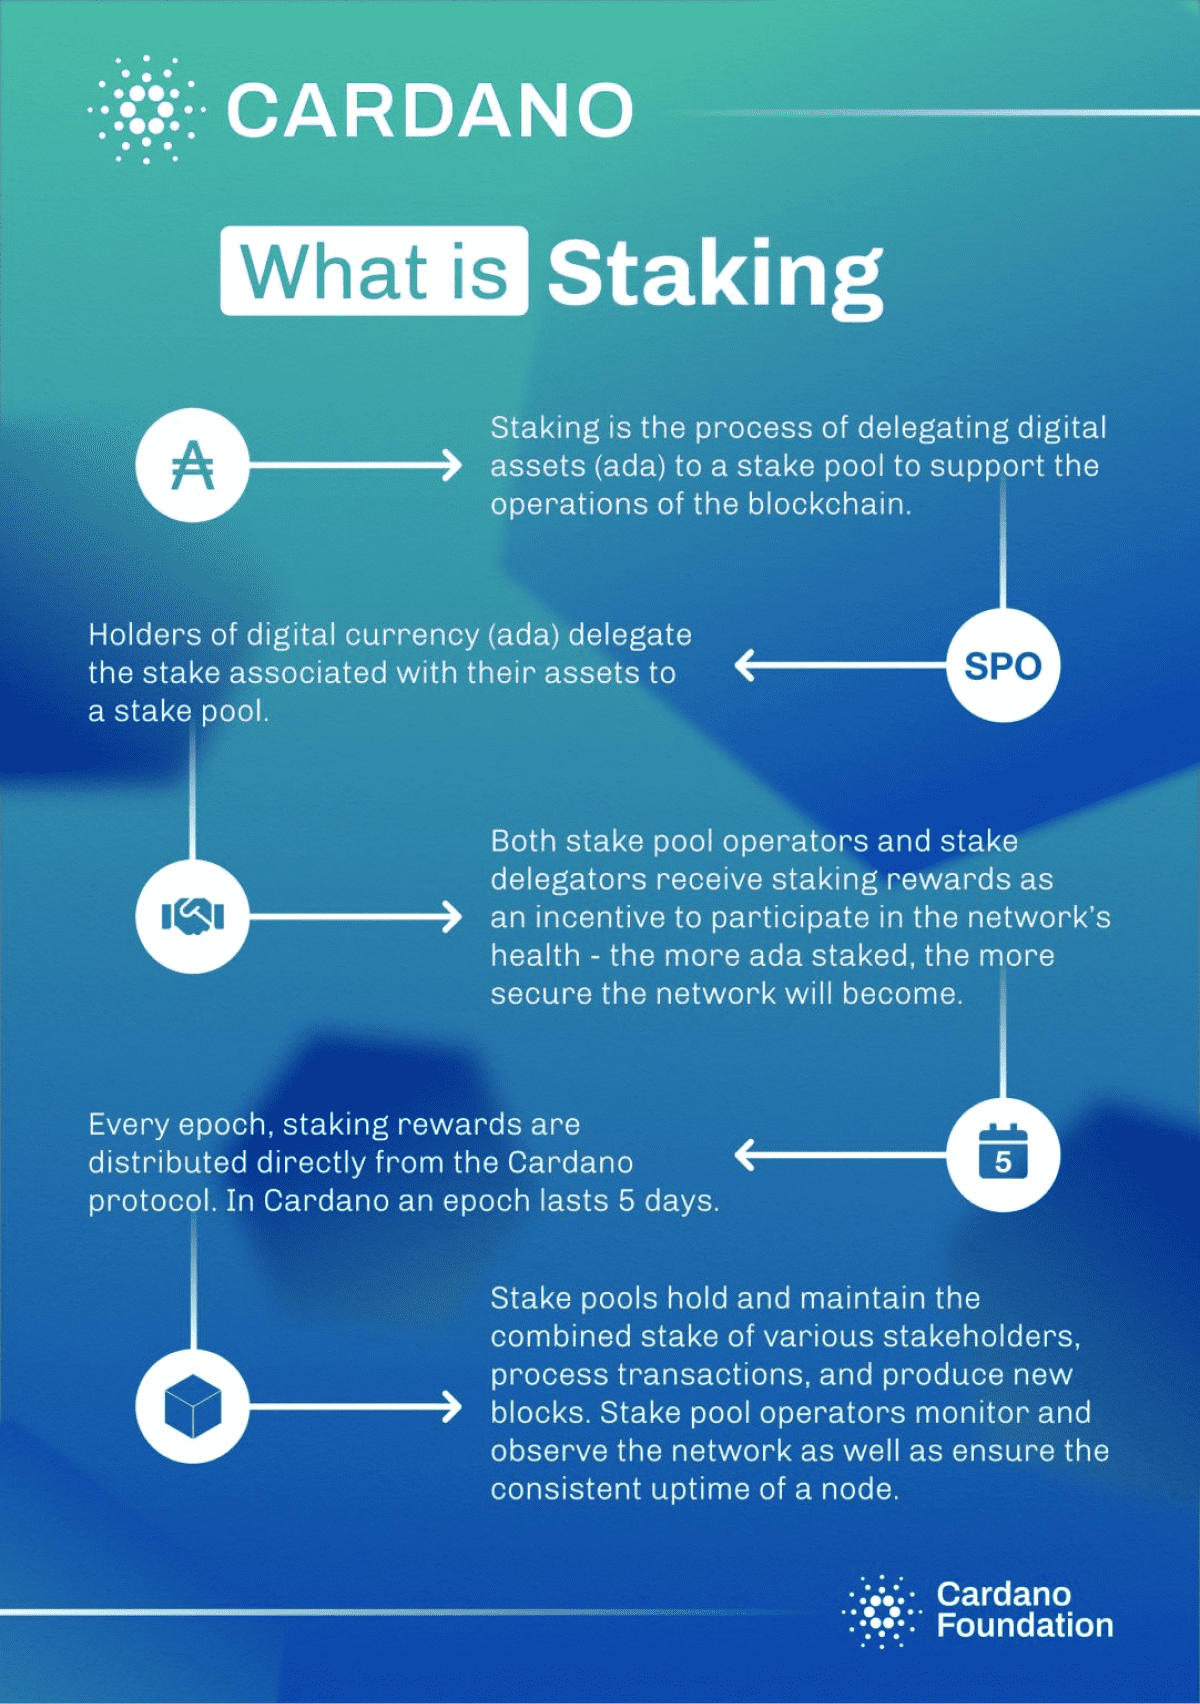 CARDANO
What is Staking
Staking is the process of delegating digital
assets (ada) to a stake pool to support the
operations of the blockchain.
Holders of digital currency (ada) delegate
the stake associated with their assets to
a stake pool.
SPO
Both stake pool operators and stake
delegators receive staking rewards as
an incentive to participate in the network’s
health - the more ada staked, the more
secure the network will become.
Every epoch, staking rewards are
distributed directly from the Cardano
protocol. In Cardano an epoch lasts 5 days.
5
Stake pools hold and maintain the
combined stake of various stakeholders,
process transactions, and produce new
blocks. Stake pool operators monitor and
observe the network as well as ensure the
consistent uptime of a node.
Cardano
Foundation